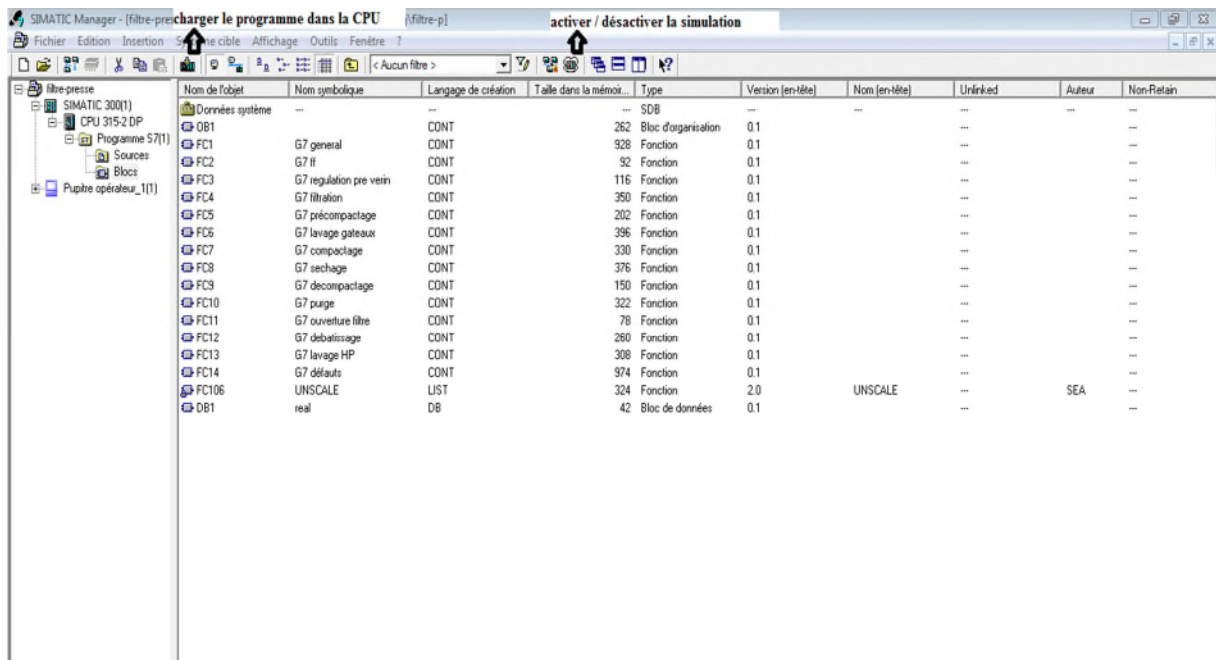 SIMATIC Manager - [filtre-pre charger le programme dans la CPU \filtre-p] activer / désactiver la simulation
Fichier Edition Insertion Système cible Affichage Outils Fenêtre ?
< Aucun filtre >
filtre-presse
SIMATIC 300(1)
CPU 315-2 DP
Programme S7(1)
Sources
Blocs
Pupitre opérateur_1(1)
Nom de l'objet Nom symbolique Langage de création Taille dans la mémoir... Type Version (en-tête) Nom (en-tête) Unlinked Auteur Non-Retain
Données système --- --- --- SDB --- --- --- --- ---
OB1 CONT 262 Bloc d'organisation 0.1 --- ---
FC1 G7 general CONT 928 Fonction 0.1 --- ---
FC2 G7 ff CONT 92 Fonction 0.1 --- ---
FC3 G7 regulation pre verin CONT 116 Fonction 0.1 --- ---
FC4 G7 filtration CONT 350 Fonction 0.1 --- ---
FC5 G7 précompactage CONT 202 Fonction 0.1 --- ---
FC6 G7 lavage gateaux CONT 396 Fonction 0.1 --- ---
FC7 G7 compactage CONT 330 Fonction 0.1 --- ---
FC8 G7 sechage CONT 376 Fonction 0.1 --- ---
FC9 G7 decompactage CONT 150 Fonction 0.1 --- ---
FC10 G7 purge CONT 322 Fonction 0.1 --- ---
FC11 G7 ouverture filtre CONT 78 Fonction 0.1 --- ---
FC12 G7 debatissage CONT 260 Fonction 0.1 --- ---
FC13 G7 lavage HP CONT 308 Fonction 0.1 --- ---
FC14 G7 défauts CONT 974 Fonction 0.1 --- ---
FC106 UNSCALE LIST 324 Fonction 2.0 UNSCALE --- SEA ---
DB1 real DB 42 Bloc de données 0.1 --- ---